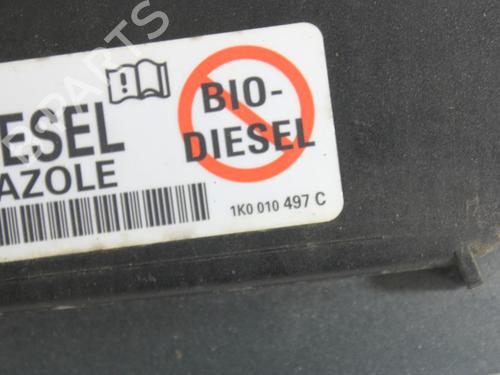 BIO-
DIESEL
ESEL
AZOLE
1K0 010 497 C